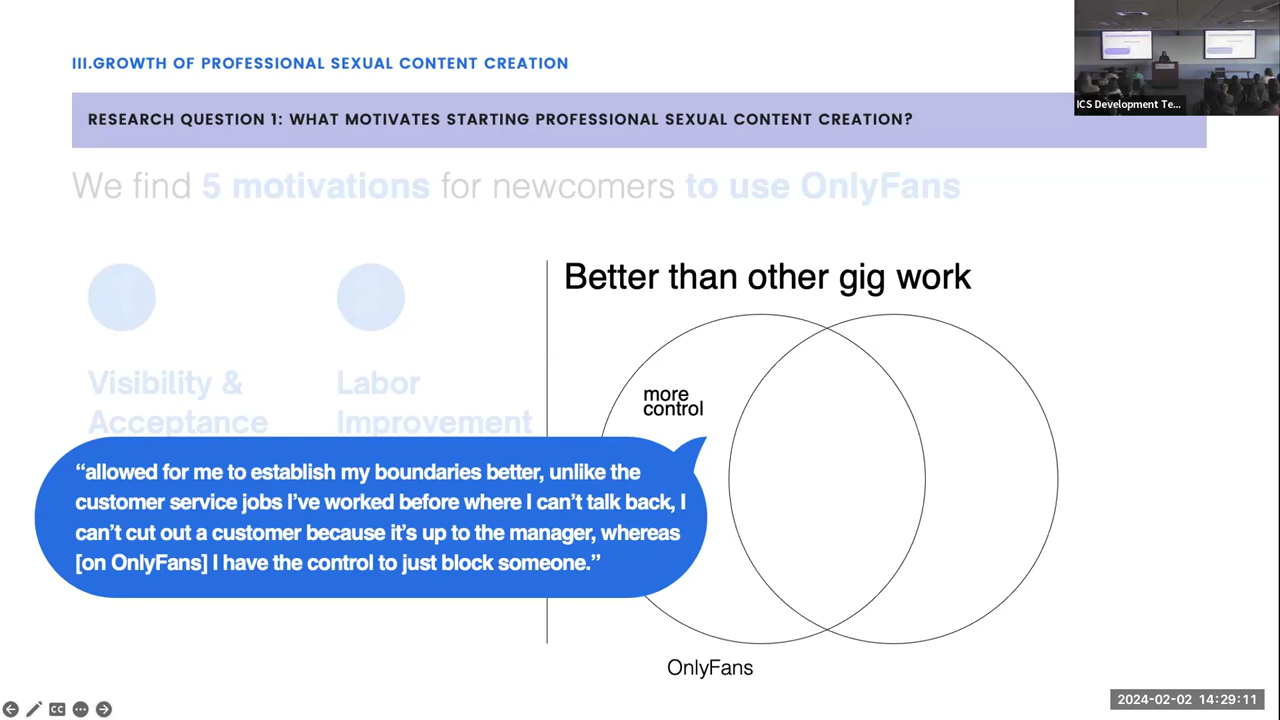 III.GROWTH OF PROFESSIONAL SEXUAL CONTENT CREATION
RESEARCH QUESTION 1: WHAT MOTIVATES STARTING PROFESSIONAL SEXUAL CONTENT CREATION?
ICS Development Te...
We find 5 motivations for newcomers to use OnlyFans
Visibility &
Acceptance
Labor
Improvement
Better than other gig work
more
control
“allowed for me to establish my boundaries better, unlike the
customer service jobs I’ve worked before where I can’t talk back, I
can’t cut out a customer because it’s up to the manager, whereas
[on OnlyFans] I have the control to just block someone.”
OnlyFans
CC
2024-02-02 14:29:11